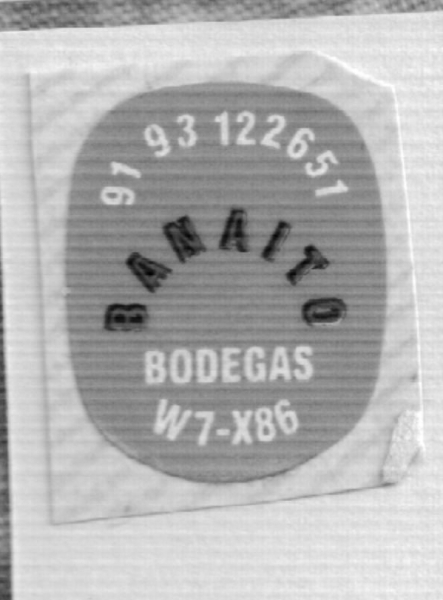 91 93 122651
BANAITO
BODEGAS
W7-X86